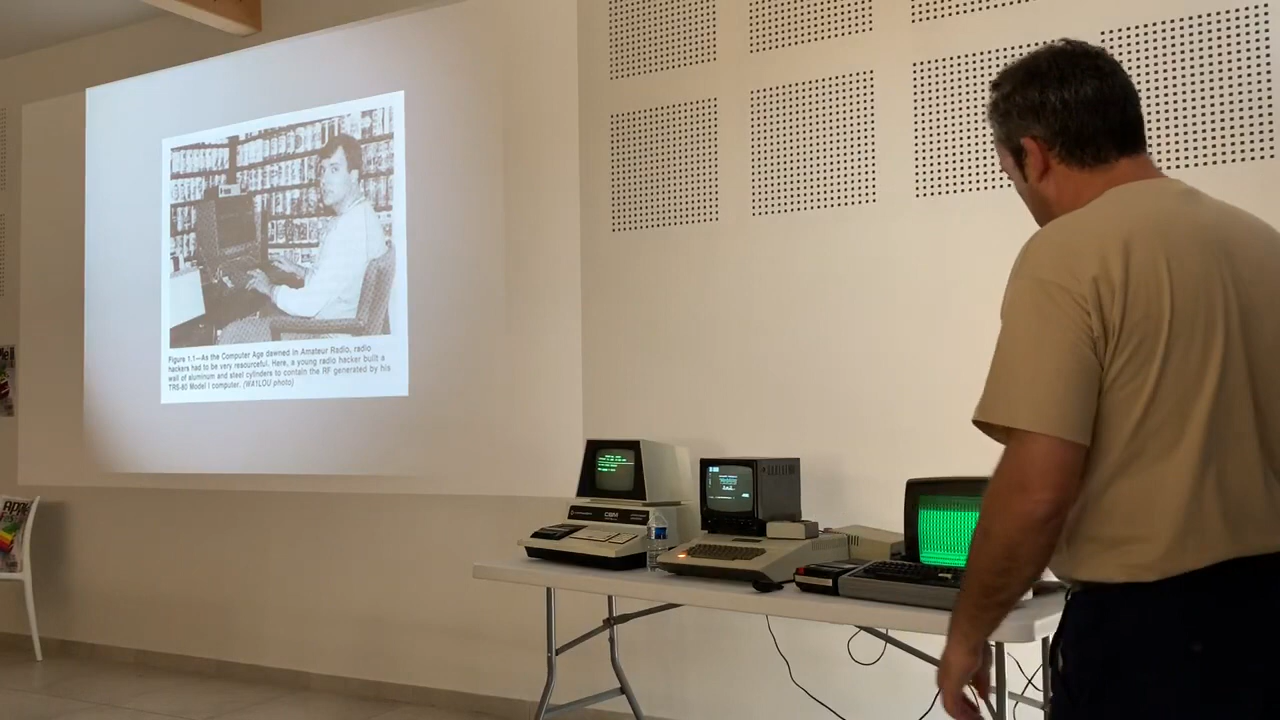 Figure 1.1—As the Computer Age dawned in Amateur Radio, radio
hackers had to be very resourceful. Here, a young radio hacker built a
wall of aluminum and steel cylinders to contain the RF generated by his
TRS-80 Model I computer. (WA1LOU photo)
CBM
APPLE